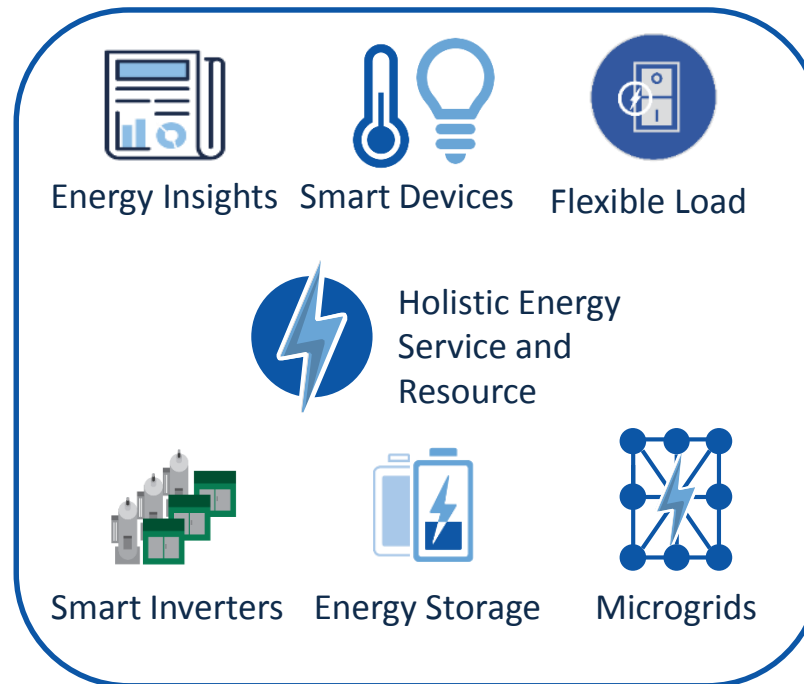 Energy Insights
Smart Devices
Flexible Load
Holistic Energy
Service and
Resource
Smart Inverters
Energy Storage
Microgrids